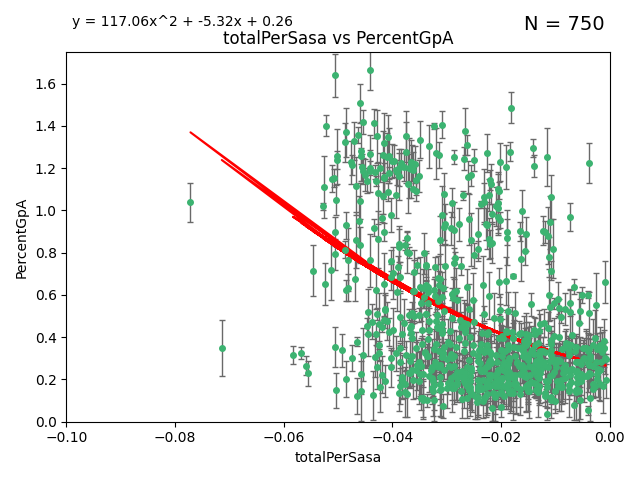 y = 117.06x^2 + -5.32x + 0.26
N = 750
totalPerSasa vs PercentGpA
1.6
1.4
1.2
1.0
0.8
0.6
0.4
0.2
0.0
PercentGpA
−0.10 −0.08 −0.06 −0.04 −0.02 0.00
totalPerSasa